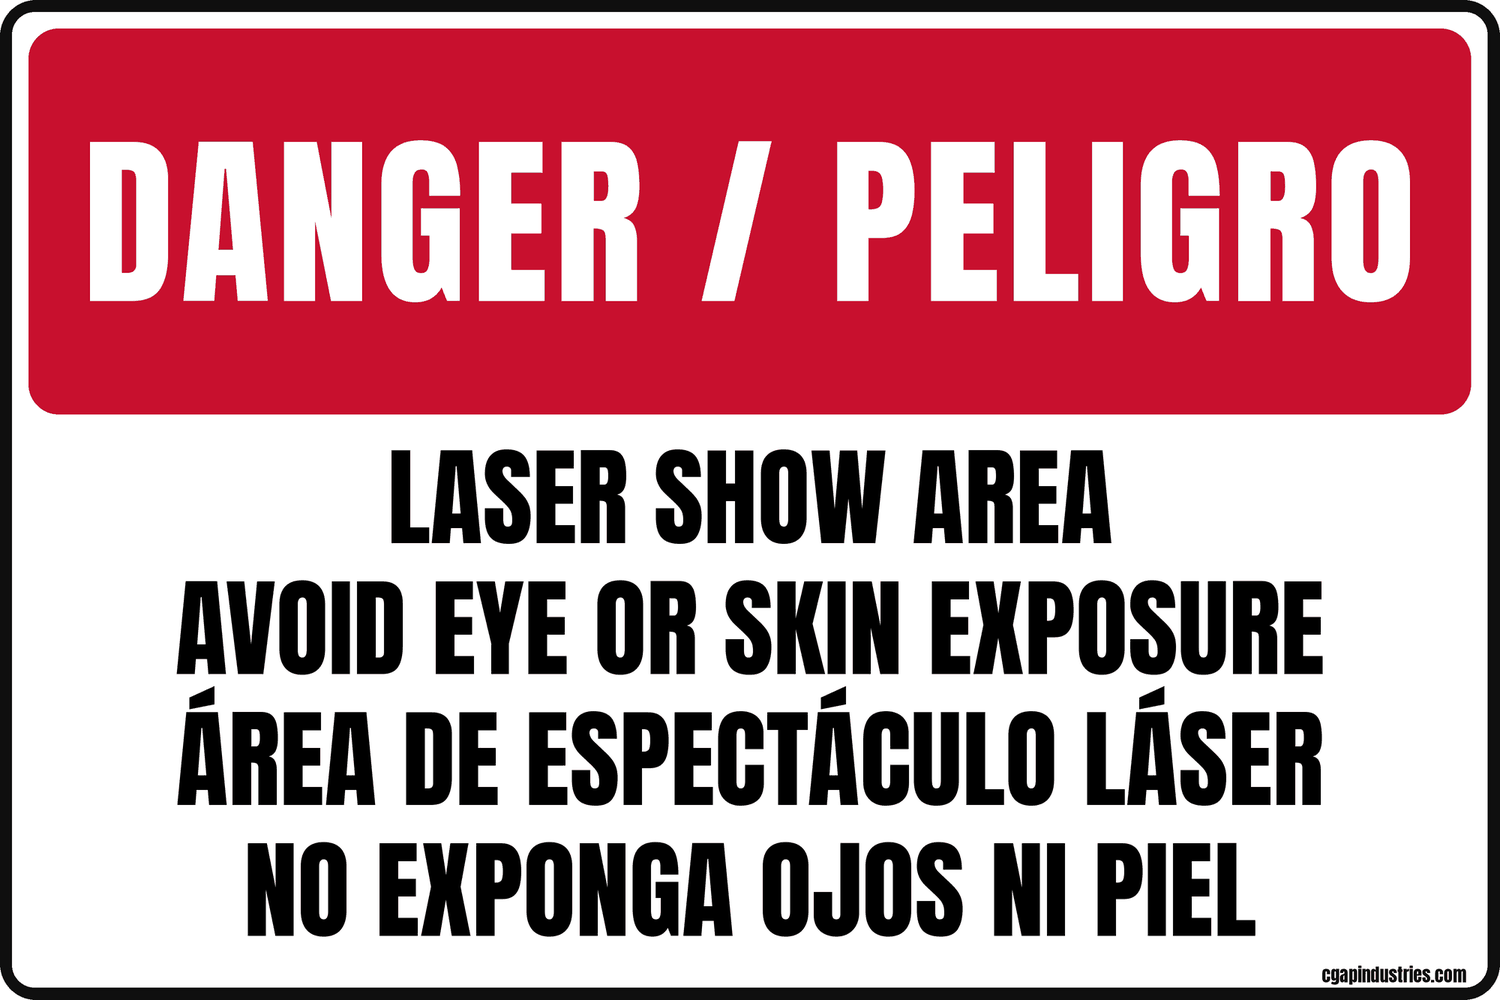 DANGER / PELIGRO
LASER SHOW AREA
AVOID EYE OR SKIN EXPOSURE
ÁREA DE ESPECTÁCULO LÁSER
NO EXPONGA OJOS NI PIEL
cgapindustries.com